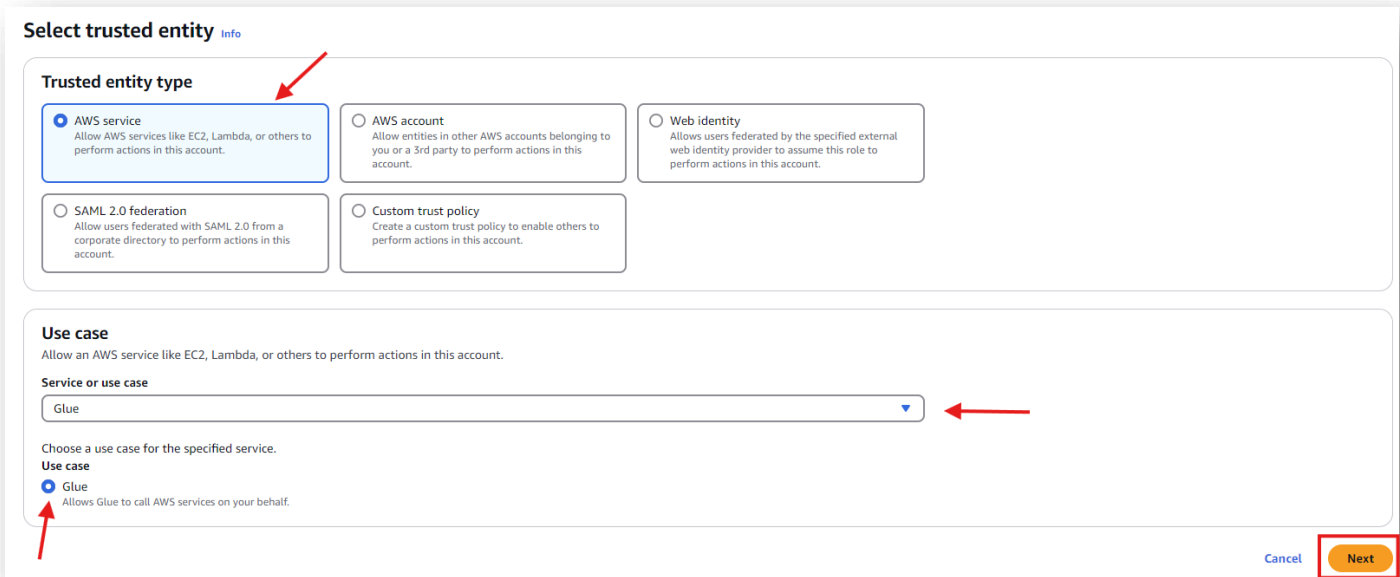 Select trusted entity Info
Trusted entity type
AWS service
Allow AWS services like EC2, Lambda, or others to
perform actions in this account.
AWS account
Allow entities in other AWS accounts belonging to
you or a 3rd party to perform actions in this
account.
Web identity
Allows users federated by the specified external
web identity provider to assume this role to
perform actions in this account.
SAML 2.0 federation
Allow users federated with SAML 2.0 from a
corporate directory to perform actions in this
account.
Custom trust policy
Create a custom trust policy to enable others to
perform actions in this account.
Use case
Allow an AWS service like EC2, Lambda, or others to perform actions in this account.
Service or use case
Glue
Choose a use case for the specified service.
Use case
Glue
Allows Glue to call AWS services on your behalf.
Cancel Next